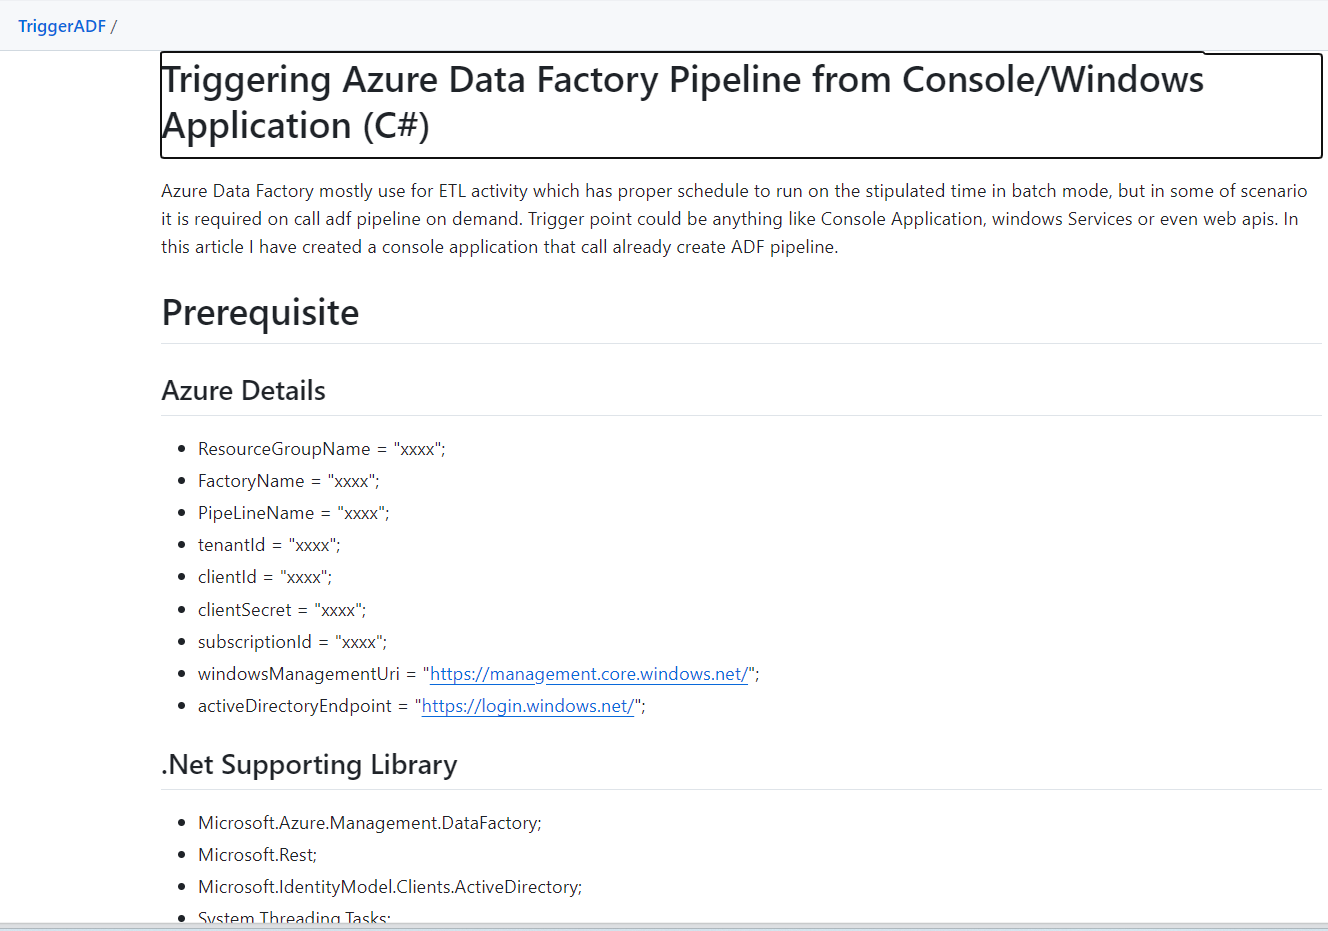 TriggerADF /
Triggering Azure Data Factory Pipeline from Console/Windows
Application (C#)
Azure Data Factory mostly use for ETL activity which has proper schedule to run on the stipulated time in batch mode, but in some of scenario
it is required on call adf pipeline on demand. Trigger point could be anything like Console Application, windows Services or even web apis. In
this article I have created a console application that call already create ADF pipeline.
Prerequisite
Azure Details
• ResourceGroupName = "xxxx";
• FactoryName = "xxxx";
• PipeLineName = "xxxx";
• tenantId = "xxxx";
• clientId = "xxxx";
• clientSecret = "xxxx";
• subscriptionId = "xxxx";
• windowsManagementUri = "https://management.core.windows.net/";
• activeDirectoryEndpoint = "https://login.windows.net/";
.Net Supporting Library
• Microsoft.Azure.Management.DataFactory;
• Microsoft.Rest;
• Microsoft.IdentityModel.Clients.ActiveDirectory;
• System.Threading.Tasks;